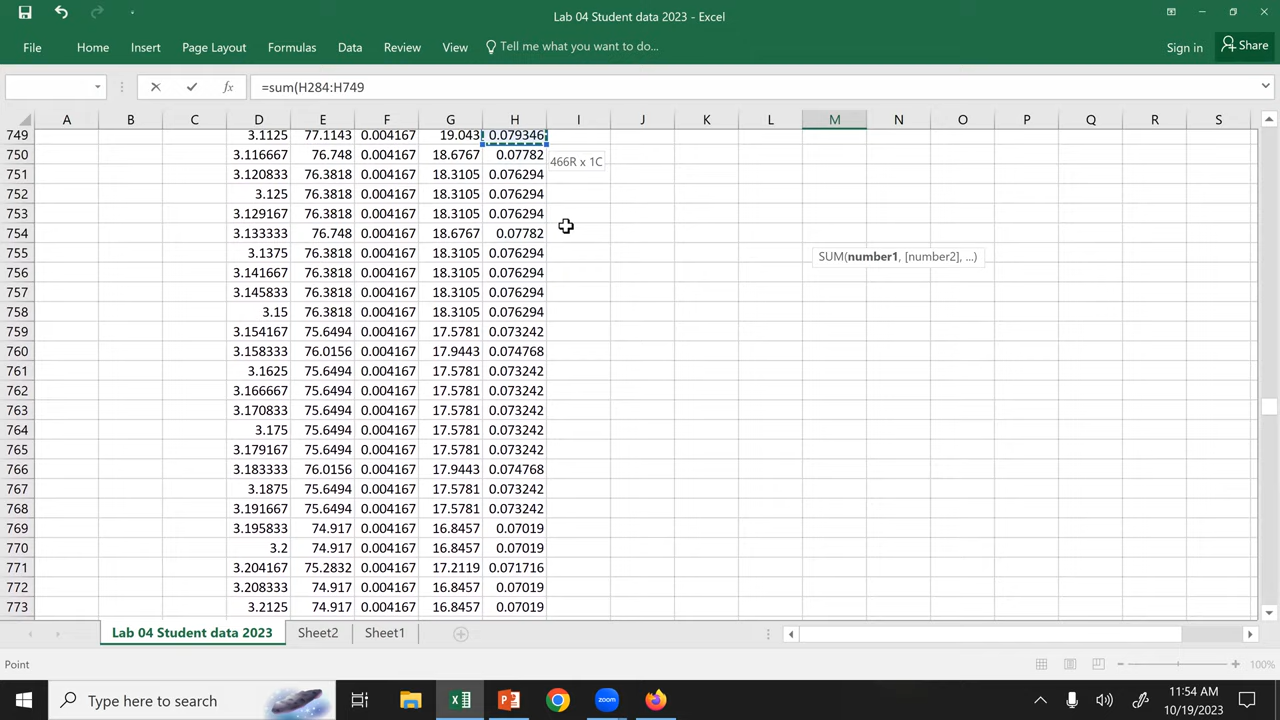 Lab 04 Student data 2023 - Excel
File Home Insert Page Layout Formulas Data Review View Tell me what you want to do... Sign in Share
fx =sum(H284:H749
A B C D E F G H I J K L M N O P Q R S
749 3.1125 77.1143 0.004167 19.043 0.079346
750 3.116667 76.748 0.004167 18.6767 0.07782
466R x 1C
751 3.120833 76.3818 0.004167 18.3105 0.076294
752 3.125 76.3818 0.004167 18.3105 0.076294
753 3.129167 76.3818 0.004167 18.3105 0.076294
754 3.133333 76.748 0.004167 18.6767 0.07782
755 3.1375 76.3818 0.004167 18.3105 0.076294
SUM(number1, [number2], ...)
756 3.141667 76.3818 0.004167 18.3105 0.076294
757 3.145833 76.3818 0.004167 18.3105 0.076294
758 3.15 76.3818 0.004167 18.3105 0.076294
759 3.154167 75.6494 0.004167 17.5781 0.073242
760 3.158333 76.0156 0.004167 17.9443 0.074768
761 3.1625 75.6494 0.004167 17.5781 0.073242
762 3.166667 75.6494 0.004167 17.5781 0.073242
763 3.170833 75.6494 0.004167 17.5781 0.073242
764 3.175 75.6494 0.004167 17.5781 0.073242
765 3.179167 75.6494 0.004167 17.5781 0.073242
766 3.183333 76.0156 0.004167 17.9443 0.074768
767 3.1875 75.6494 0.004167 17.5781 0.073242
768 3.191667 75.6494 0.004167 17.5781 0.073242
769 3.195833 74.917 0.004167 16.8457 0.07019
770 3.2 74.917 0.004167 16.8457 0.07019
771 3.204167 75.2832 0.004167 17.2119 0.071716
772 3.208333 74.917 0.004167 16.8457 0.07019
773 3.2125 74.917 0.004167 16.8457 0.07019
Lab 04 Student data 2023 Sheet2 Sheet1
Point 100%
Type here to search zoom 11:54 AM
10/19/2023